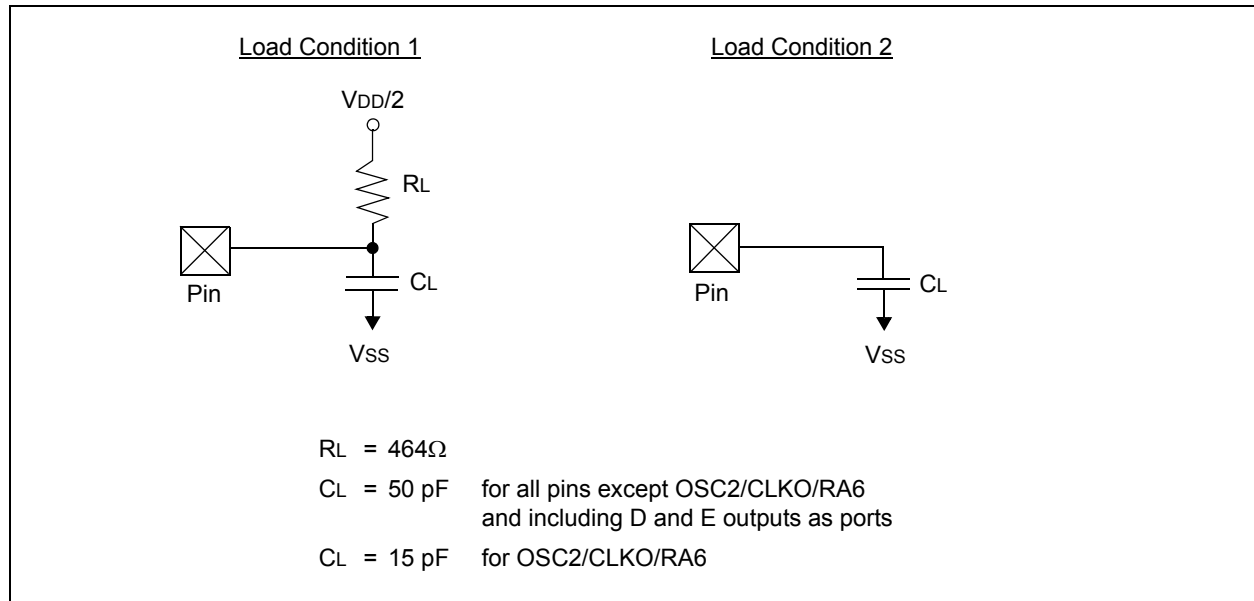 Load Condition 1
Load Condition 2
VDD/2
RL
Pin
CL
VSS
Pin
CL
VSS
RL = 464Ω
CL = 50 pF for all pins except OSC2/CLKO/RA6
and including D and E outputs as ports
CL = 15 pF for OSC2/CLKO/RA6